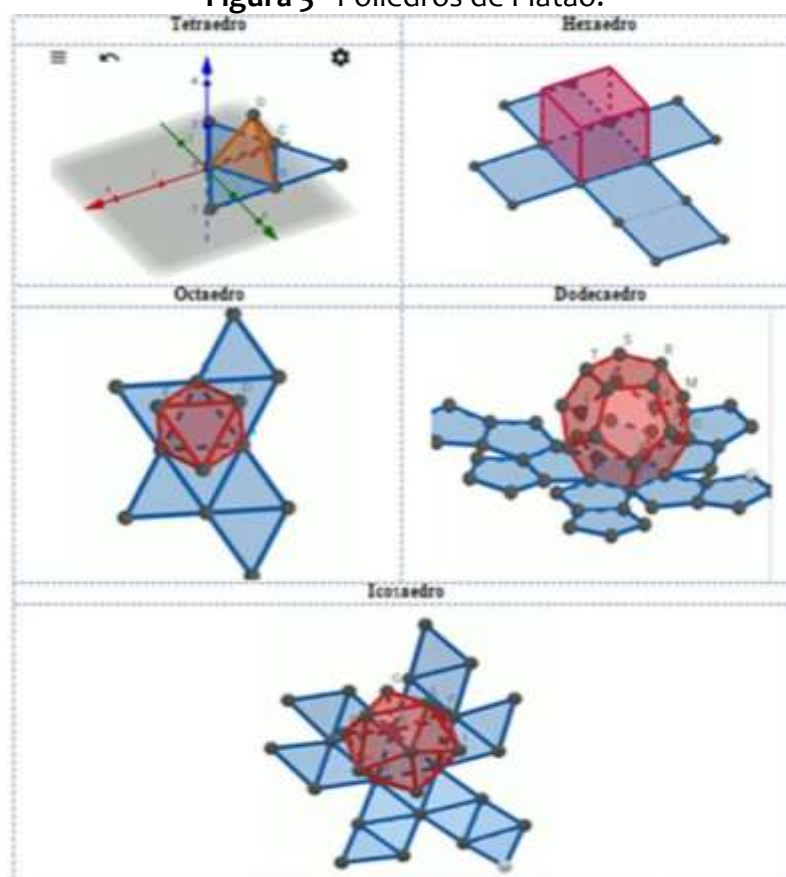 Figura 5 - Poliedros de Platão.
Tetraedro
Hexaedro
Octaedro
Dodecaedro
T
S
R
M
Icosaedro